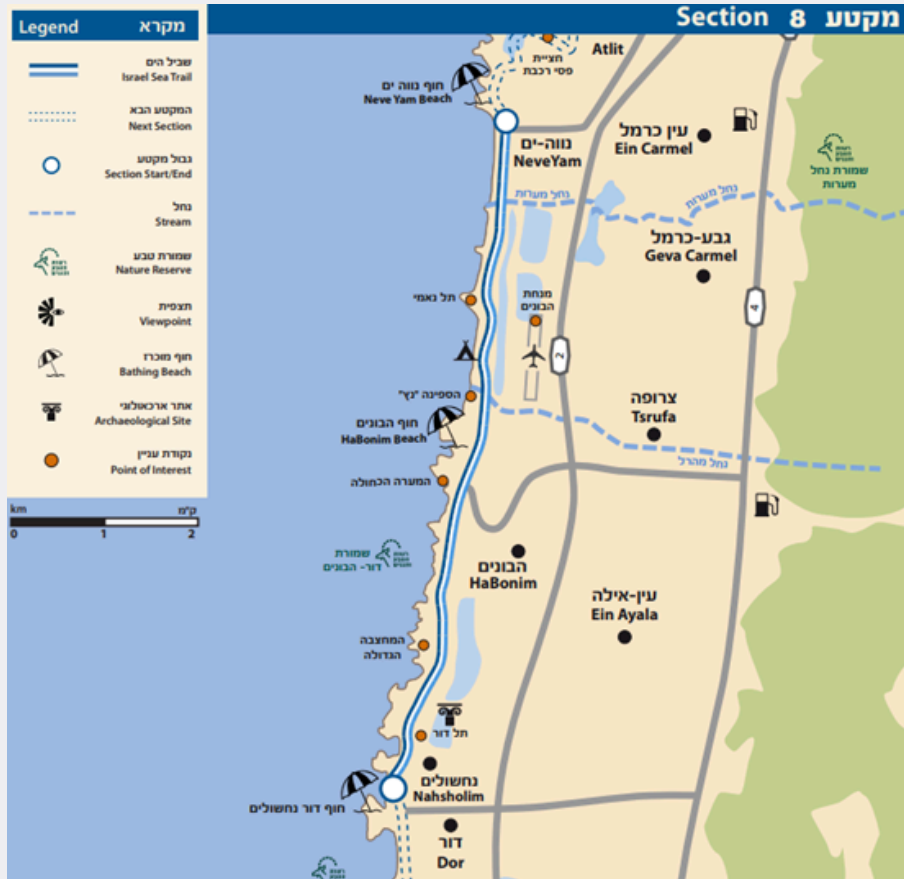 מקטע 8 Section
מקרא Legend
שביל הים
Israel Sea Trail
המקטע הבא
Next Section
גבול מקטע
Section Start/End
נחל
Stream
שמורת טבע
Nature Reserve
תצפית
Viewpoint
חוף מוכרז
Bathing Beach
אתר ארכאולוגי
Archaeological Site
נקודת עניין
Point of Interest
km ק"מ
0 1 2
Atlit
חציית
פסי רכבת
חוף נווה ים
Neve Yam Beach
נווה-ים
NeveYam
עין כרמל
Ein Carmel
שמורת נחל
מערות
נחל מערות
נחל מערות
גבע-כרמל
Geva Carmel
תל נאמי
מנחת
הבונים
2
4
הספינה "נץ"
צרופה
Tsrufa
חוף הבונים
HaBonim Beach
נחל מהרל
המערה הכחולה
שמורת
דור- הבונים
הבונים
HaBonim
עין-אילה
Ein Ayala
המחצבה
הגדולה
תל דור
נחשולים
Nahsholim
חוף דור נחשולים
דור
Dor